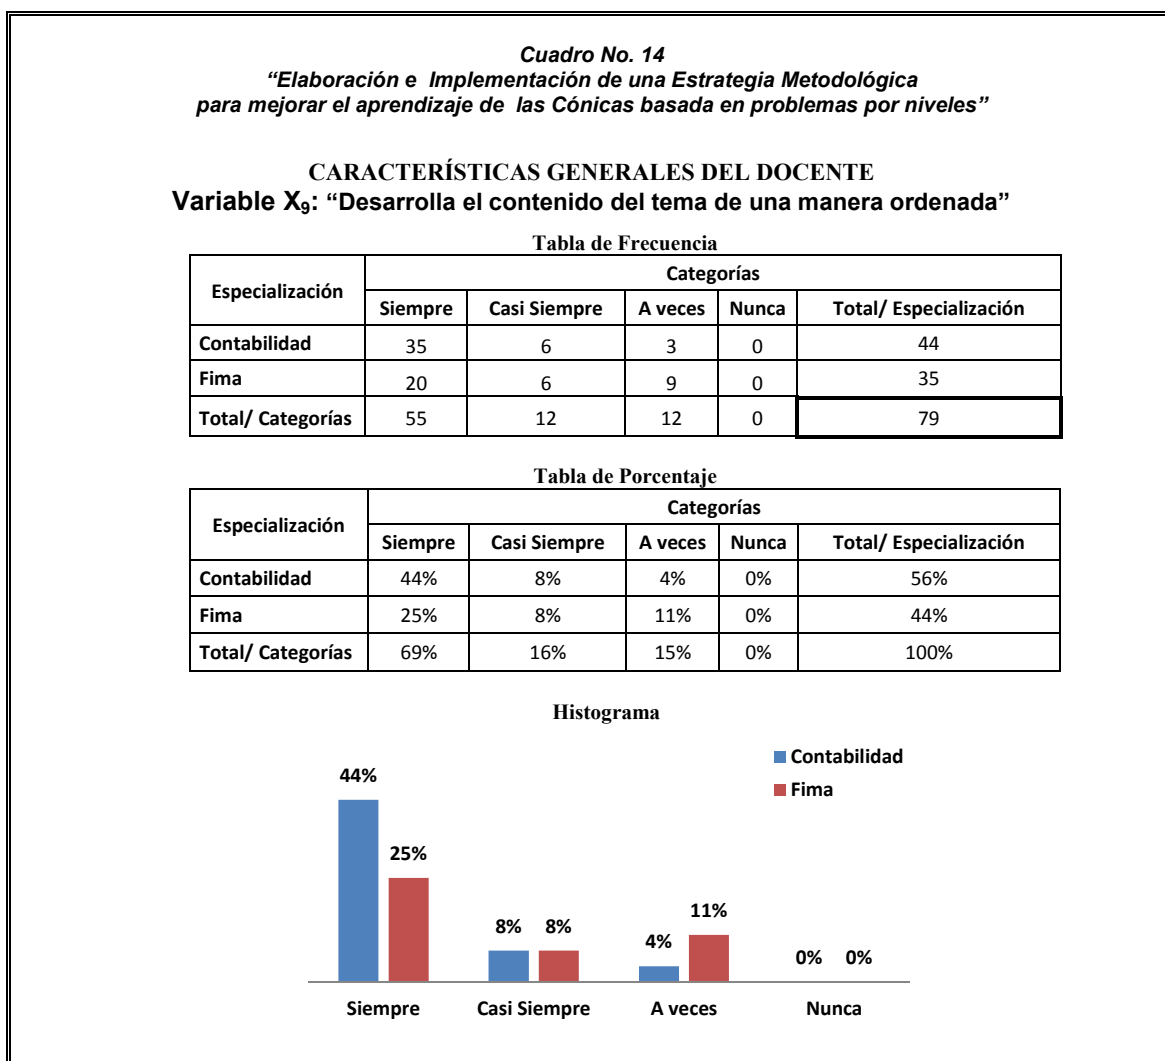 Cuadro No. 14
“Elaboración e Implementación de una Estrategia Metodológica
para mejorar el aprendizaje de las Cónicas basada en problemas por niveles”
CARACTERÍSTICAS GENERALES DEL DOCENTE
Variable X₉: “Desarrolla el contenido del tema de una manera ordenada”
Tabla de Frecuencia
Especialización Categorías
Siempre Casi Siempre A veces Nunca Total/ Especialización
Contabilidad 35 6 3 0 44
Fima 20 6 9 0 35
Total/ Categorías 55 12 12 0 79
Tabla de Porcentaje
Especialización Categorías
Siempre Casi Siempre A veces Nunca Total/ Especialización
Contabilidad 44% 8% 4% 0% 56%
Fima 25% 8% 11% 0% 44%
Total/ Categorías 69% 16% 15% 0% 100%
Histograma
Contabilidad
Fima
44% 25% 8% 8% 4% 11% 0% 0%
Siempre Casi Siempre A veces Nunca